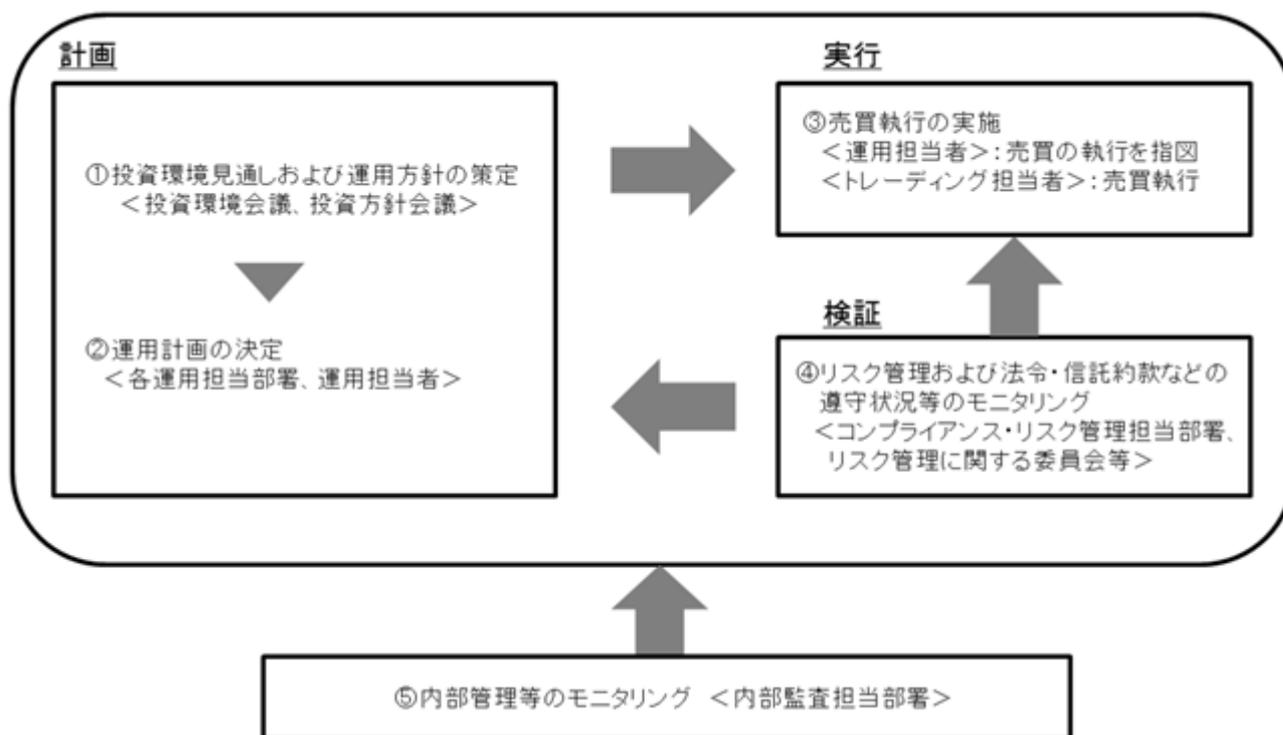 計画
①投資環境見通しおよび運用方針の策定
＜投資環境会議、投資方針会議＞
②運用計画の決定
＜各運用担当部署、運用担当者＞
実行
③売買執行の実施
＜運用担当者＞：売買の執行を指図
＜トレーディング担当者＞：売買執行
検証
④リスク管理および法令・信託約款などの
遵守状況等のモニタリング
＜コンプライアンス・リスク管理担当部署、
リスク管理に関する委員会等＞
⑤内部管理等のモニタリング ＜内部監査担当部署＞